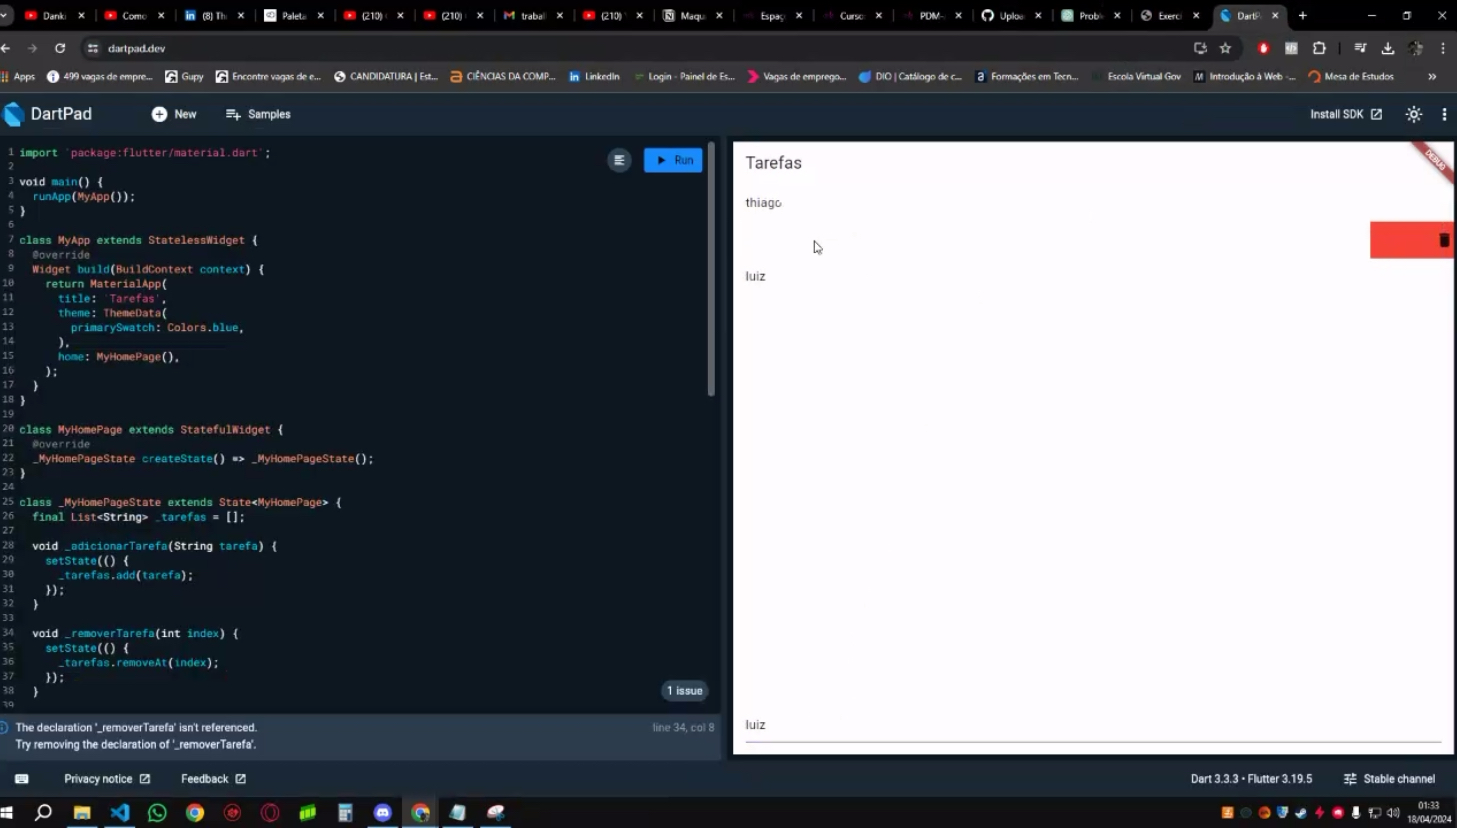 Danki
Como
(8) Th
Paleta
(210)
(210)
trabal
(210)
Maqu
Espaç
Curso
PDM-
Uploa
Probl
Exerci
DartP
dartpad.dev
Apps
499 vagas de empre...
Gupy
Encontre vagas de e...
CANDIDATURA | Est...
CIÊNCIAS DA COMP...
LinkedIn
Login - Painel de Es...
Vagas de emprego...
DIO | Catálogo de c...
Formações em Tecn...
Escola Virtual Gov
Introdução à Web -...
Mesa de Estudos
»
DartPad
New
Samples
Install SDK
1 import 'package:flutter/material.dart';
2
3 void main() {
4 runApp(MyApp());
5 }
6
7 class MyApp extends StatelessWidget {
8 @override
9 Widget build(BuildContext context) {
10 return MaterialApp(
11 title: 'Tarefas',
12 theme: ThemeData(
13 primarySwatch: Colors.blue,
14 ),
15 home: MyHomePage(),
16 );
17 }
18 }
19
20 class MyHomePage extends StatefulWidget {
21 @override
22 _MyHomePageState createState() => _MyHomePageState();
23 }
24
25 class _MyHomePageState extends State<MyHomePage> {
26 final List<String> _tarefas = [];
27
28 void _adicionarTarefa(String tarefa) {
29 setState(() {
30 _tarefas.add(tarefa);
31 });
32 }
33
34 void _removerTarefa(int index) {
35 setState(() {
36 _tarefas.removeAt(index);
37 });
38 }
39
Run
1 issue
The declaration '_removerTarefa' isn't referenced.
Try removing the declaration of '_removerTarefa'.
line 34, col 8
Tarefas
DEBUG
thiago
luiz
luiz
Privacy notice
Feedback
Dart 3.3.3 • Flutter 3.19.5
Stable channel
01:33
18/04/2024